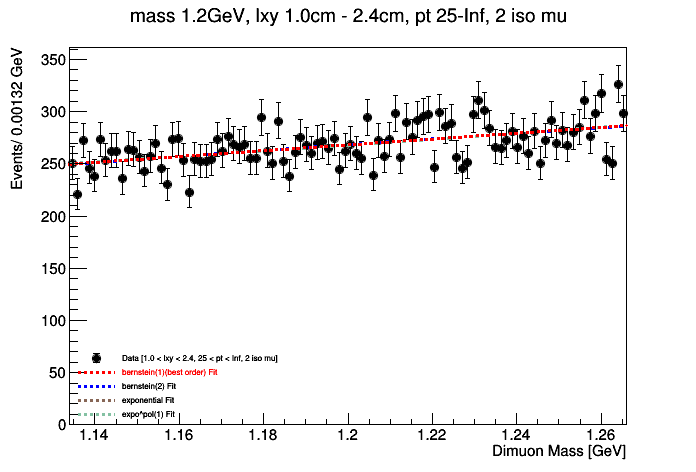 mass 1.2GeV, lxy 1.0cm - 2.4cm, pt 25-Inf, 2 iso mu
Events/ 0.00132 GeV
350
300
250
200
150
100
50
0
Data [1.0 < lxy < 2.4, 25 < pt < Inf, 2 iso mu]
bernstein(1)(best order) Fit
bernstein(2) Fit
exponential Fit
expo*pol(1) Fit
1.14 1.16 1.18 1.2 1.22 1.24 1.26
Dimuon Mass [GeV]